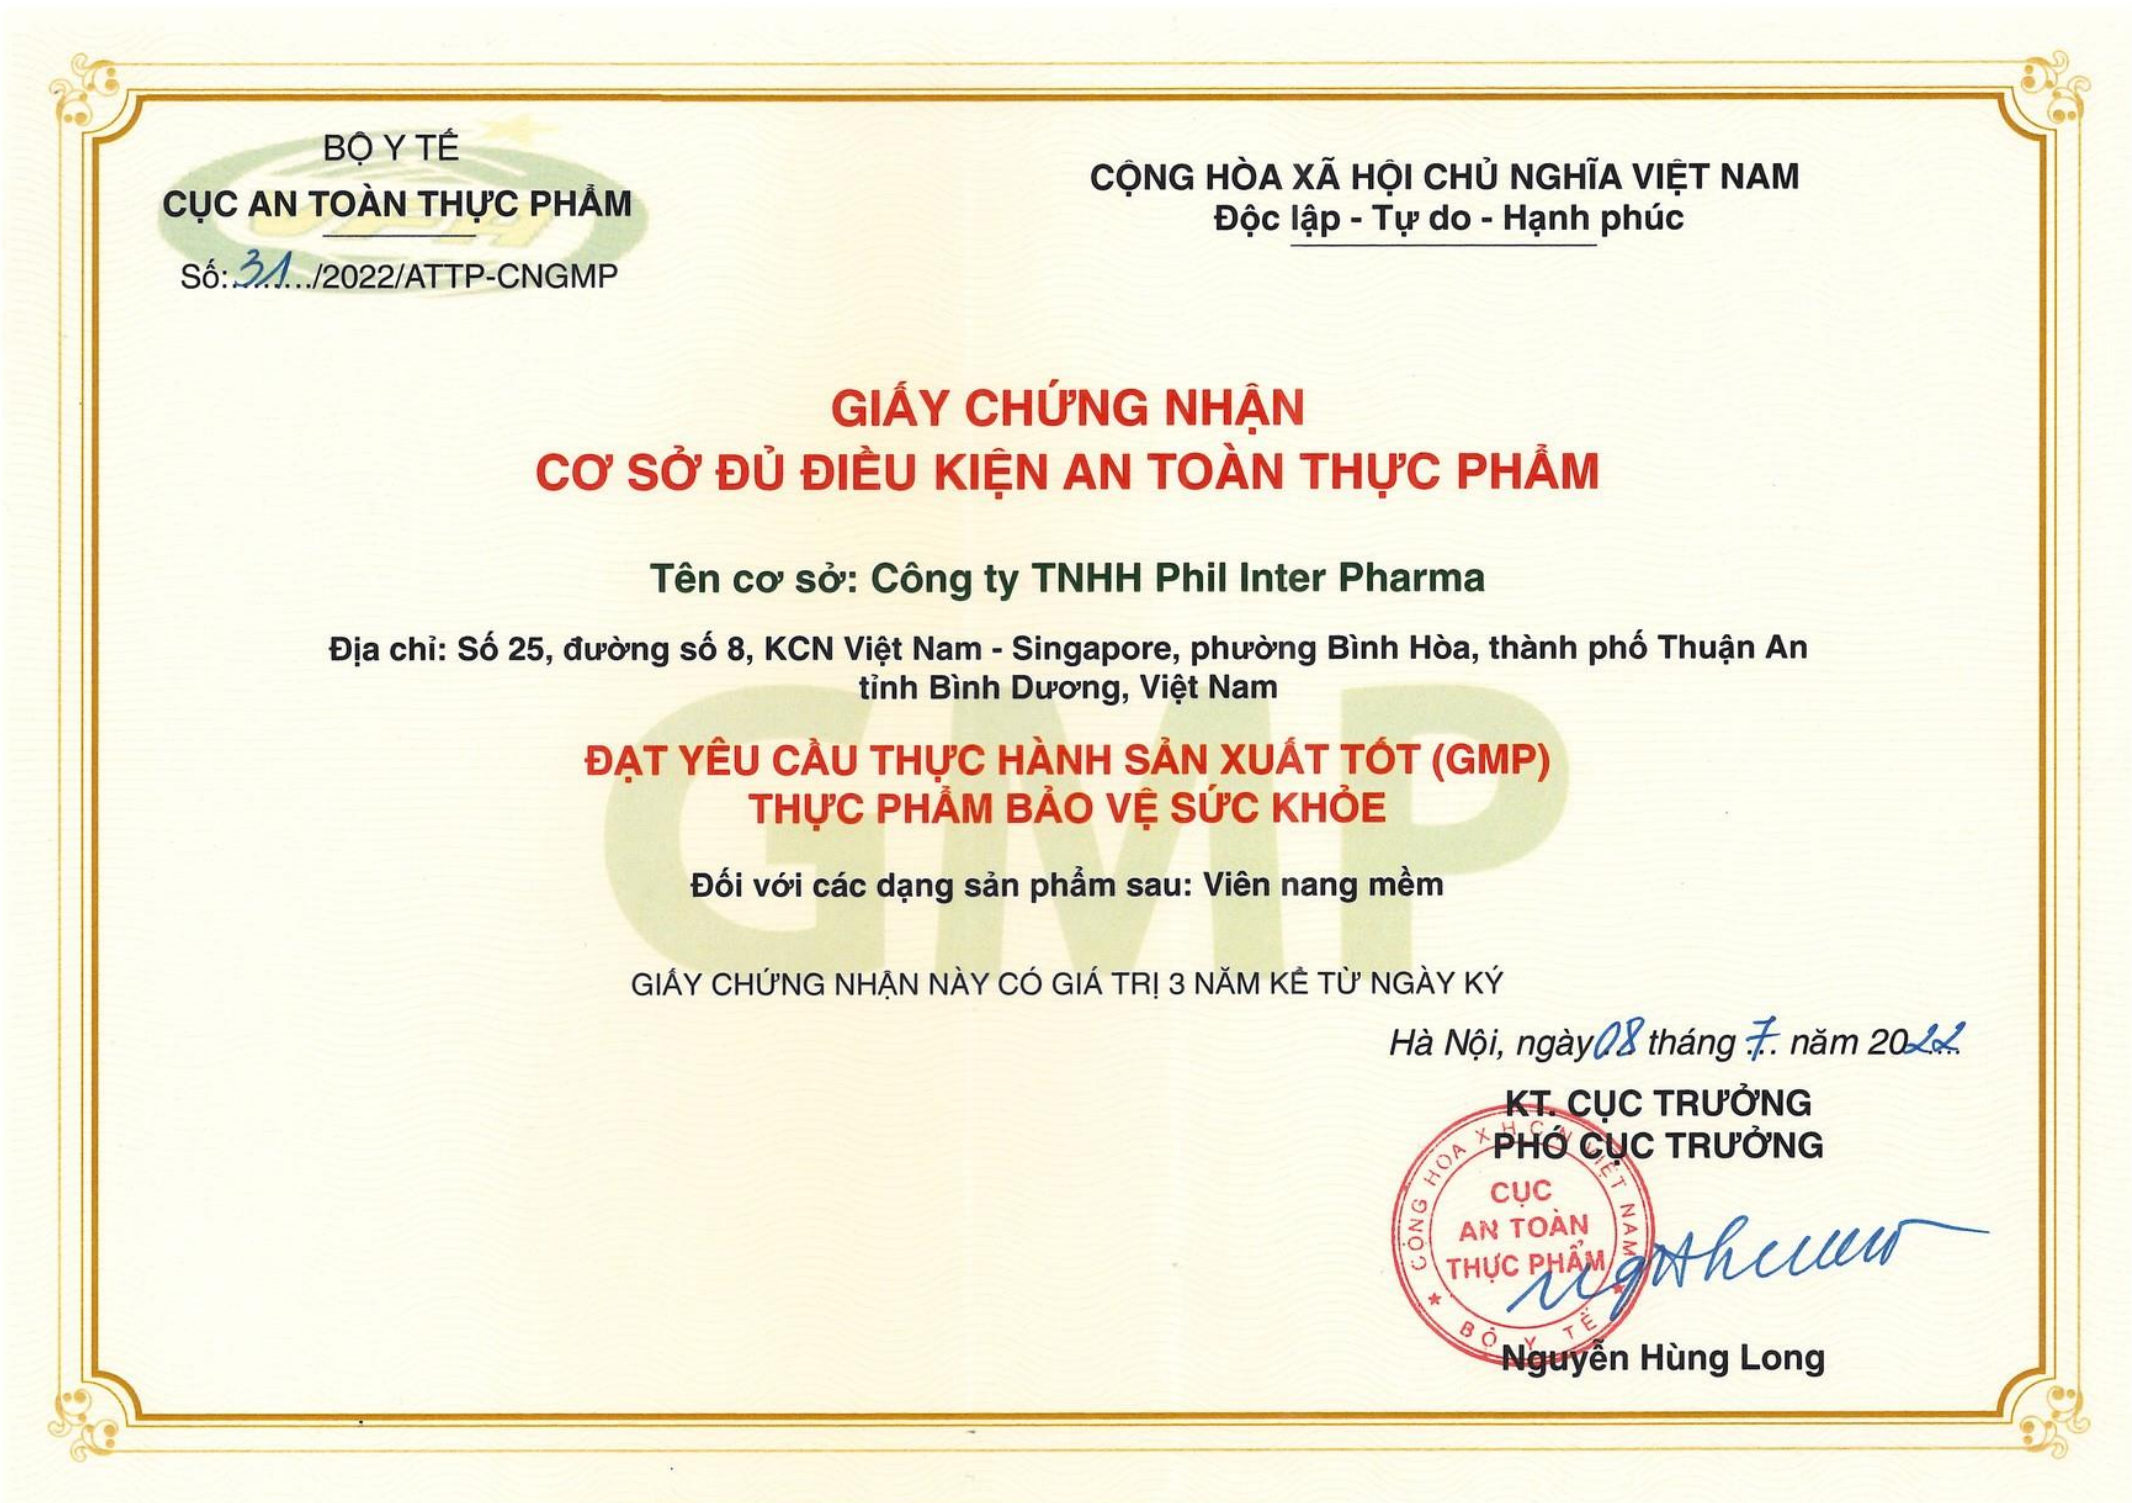 BỘ Y TẾ
CỤC AN TOÀN THỰC PHẨM
Số:.31.../2022/ATTP-CNGMP
CỘNG HÒA XÃ HỘI CHỦ NGHĨA VIỆT NAM
Độc lập - Tự do - Hạnh phúc
GIẤY CHỨNG NHẬN
CƠ SỞ ĐỦ ĐIỀU KIỆN AN TOÀN THỰC PHẨM
Tên cơ sở: Công ty TNHH Phil Inter Pharma
Địa chỉ: Số 25, đường số 8, KCN Việt Nam - Singapore, phường Bình Hòa, thành phố Thuận An
tỉnh Bình Dương, Việt Nam
GMP
ĐẠT YÊU CẦU THỰC HÀNH SẢN XUẤT TỐT (GMP)
THỰC PHẨM BẢO VỆ SỨC KHỎE
Đối với các dạng sản phẩm sau: Viên nang mềm
GIẤY CHỨNG NHẬN NÀY CÓ GIÁ TRỊ 3 NĂM KỂ TỪ NGÀY KÝ
Hà Nội, ngày 08 tháng 7 năm 2022
KT. CỤC TRƯỞNG
PHÓ CỤC TRƯỞNG
CỘNG HÒA X.H.C.N VIỆT NAM
CỤC
AN TOÀN
THỰC PHẨM
BỘ Y TẾ
Nguyễn Hùng Long